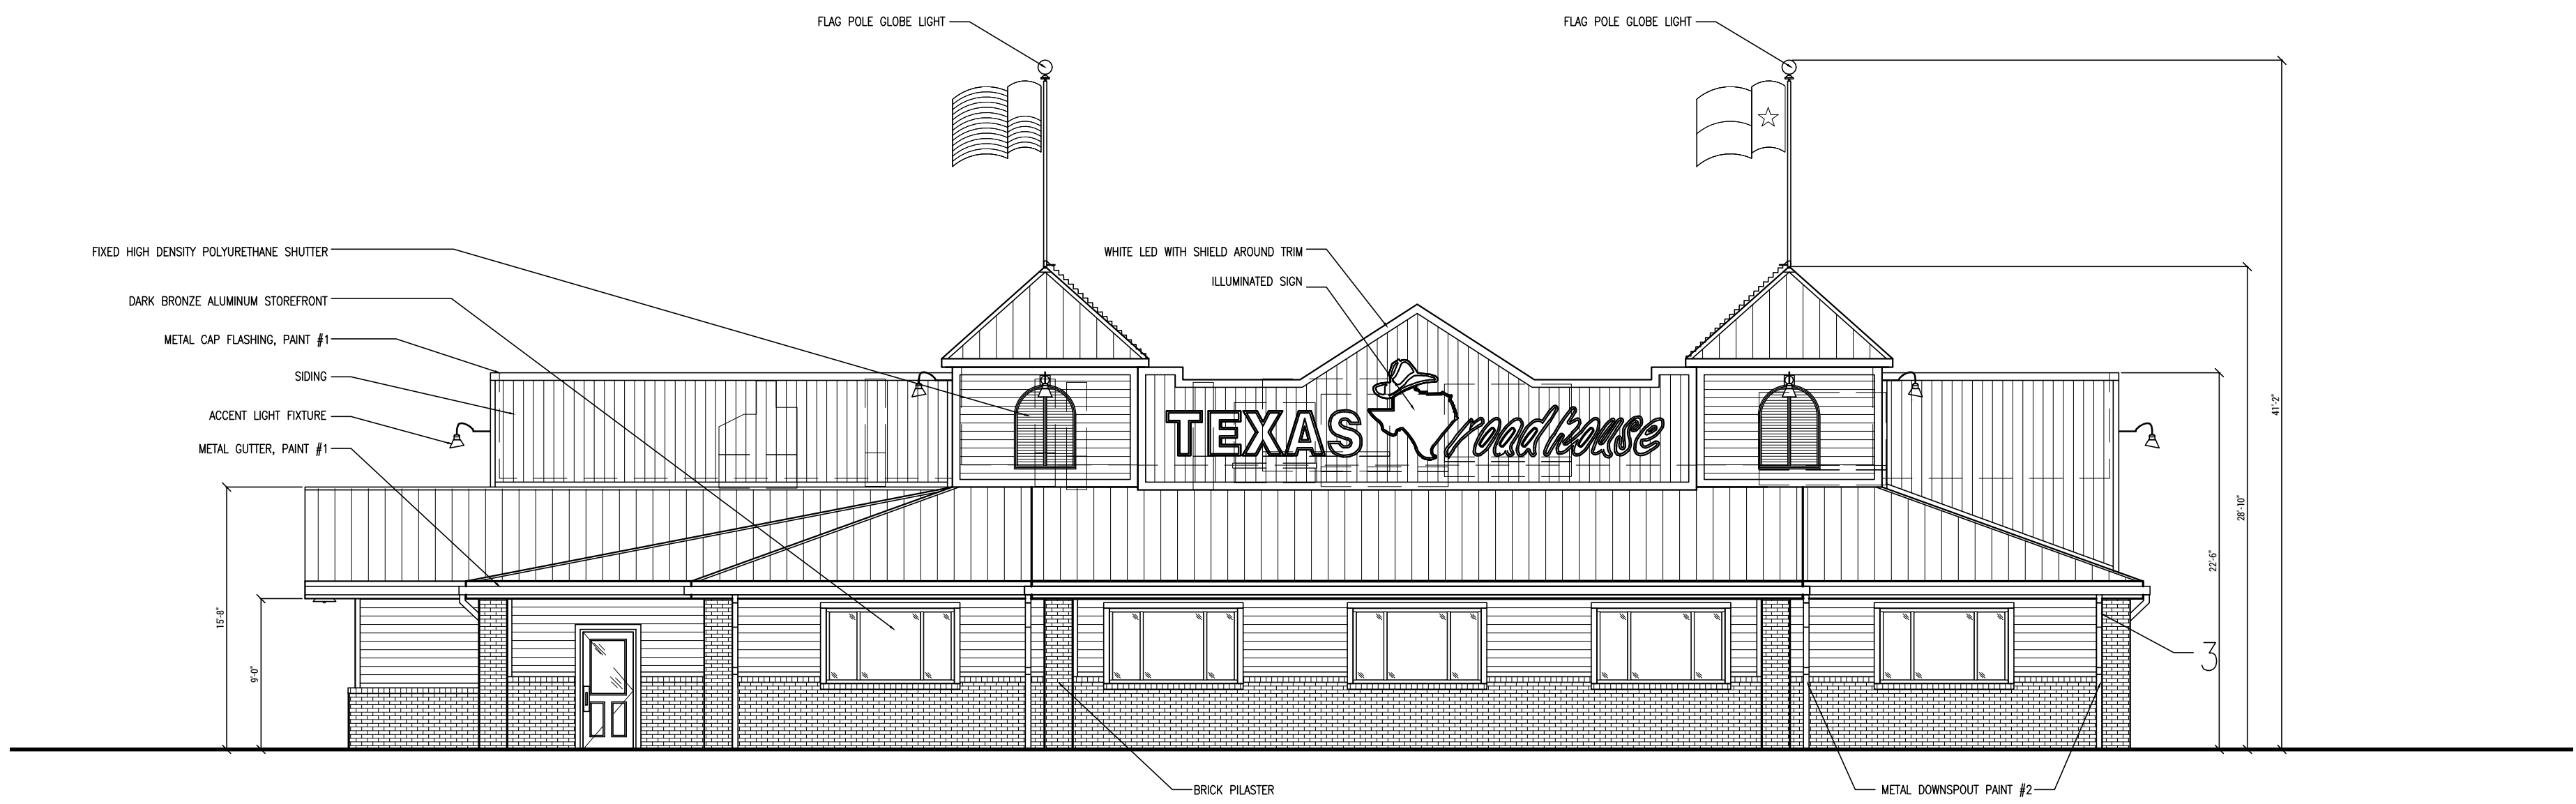 FLAG POLE GLOBE LIGHT
FLAG POLE GLOBE LIGHT
FIXED HIGH DENSITY POLYURETHANE SHUTTER
WHITE LED WITH SHIELD AROUND TRIM
ILLUMINATED SIGN
DARK BRONZE ALUMINUM STOREFRONT
METAL CAP FLASHING, PAINT #1
SIDING
ACCENT LIGHT FIXTURE
METAL GUTTER, PAINT #1
TEXAS roadhouse
41'-2"
28'-10"
22'-6"
15'-8"
9'-0"
3
BRICK PILASTER
METAL DOWNSPOUT PAINT #2